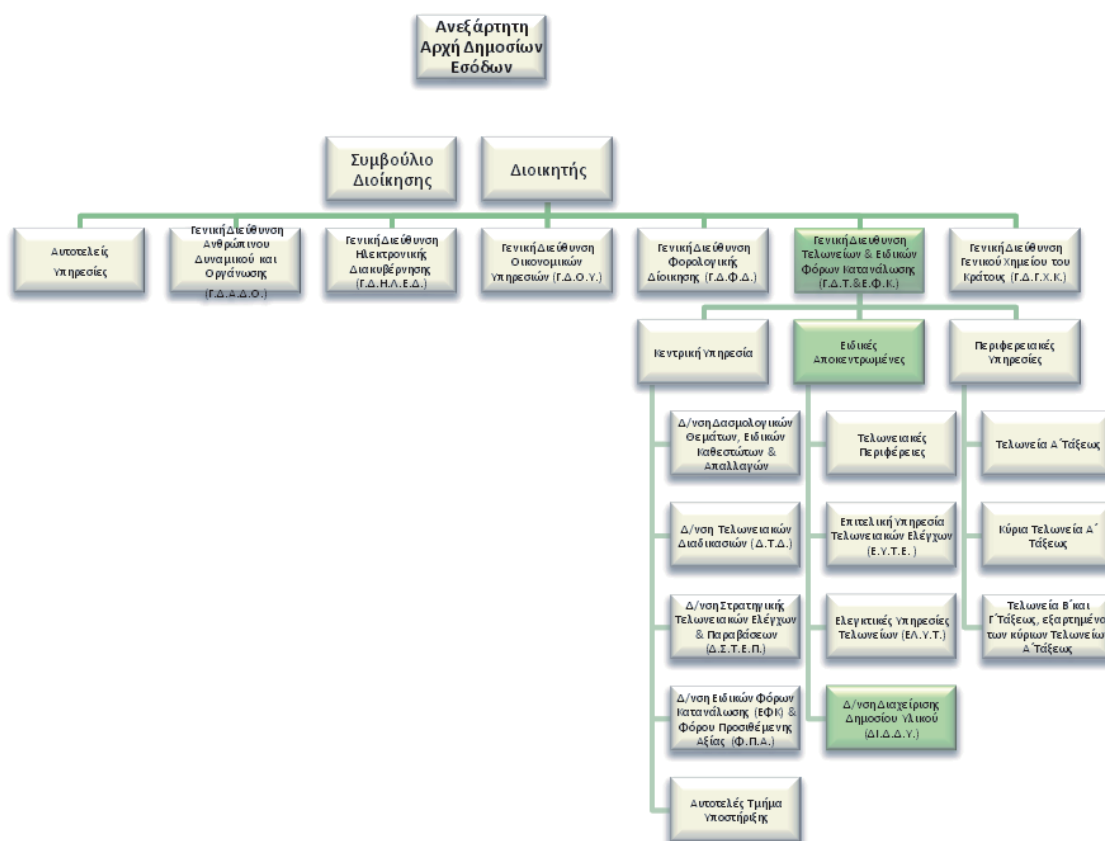 Ανεξάρτητη
Αρχή Δημοσίων
Εσόδων
Συμβούλιο
Διοίκησης
Διοικητής
Αυτοτελείς
Υπηρεσίες
Γενική Διεύθυνση
Ανθρώπινου
Δυναμικού και
Οργάνωσης
(Γ.Δ.Α.Δ.Ο.)
Γενική Διεύθυνση
Ηλεκτρονικής
Διακυβέρνησης
(Γ.Δ.Η.Λ.Ε.Δ.)
Γενική Διεύθυνση
Οικονομικών
Υπηρεσιών (Γ.Δ.Ο.Υ.)
Γενική Διεύθυνση
Φορολογικής
Δίοικησης (Γ.Δ.Φ.Δ.)
Γενική Διευθυνση
Τελωνείων & Ειδικών
Φόρων Κατανάλωσης
(Γ.Δ.Τ.&Ε.Φ.Κ.)
Γενική Διεύθυνση
Γενικού Χημείου του
Κράτους (Γ.Δ.Γ.Χ.Κ.)
Κεντρική Υπηρεσία
Ειδικές
Αποκεντρωμένες
Περιφερειακές
Υπηρεσίες
Δ/νση Δασμολογικών
Θεμάτων, Ειδικών
Καθεστώτων &
Απαλλαγών
Δ/νση Τελωνειακών
Διαδικασιών (Δ.Τ.Δ.)
Δ/νση Στρατηγικής
Τελωνειακών Ελέγχων
& Παραβάσεων
(Δ.Σ.Τ.Ε.Π.)
Δ/νση Ειδικών Φόρων
Κατανάλωσης (ΕΦΚ) &
Φόρου Προσιθέμενης
Αξίας (Φ.Π.Α.)
Αυτοτελές Τμήμα
Υποστήριξης
Τελωνειακές
Περιφέρειες
Επιτελική Υπηρεσία
Τελωνειακών Ελέγχων
(Ε.Υ.Τ.Ε. )
Ελεγκτικές Υπηρεσίες
Τελωνείων (ΕΛ.Υ.Τ.)
Δ/νση Διαχείρισης
Δημοσίου Υλικού
(ΔΙ.Δ.Δ.Υ.)
Τελωνεία Α΄Τάξεως
Κύρια Τελωνεία Α΄
Τάξεως
Τελωνεία Β΄και
Γ΄Τάξεως, εξαρτημένα
των κύριων Τελωνείων
Α΄Τάξεως